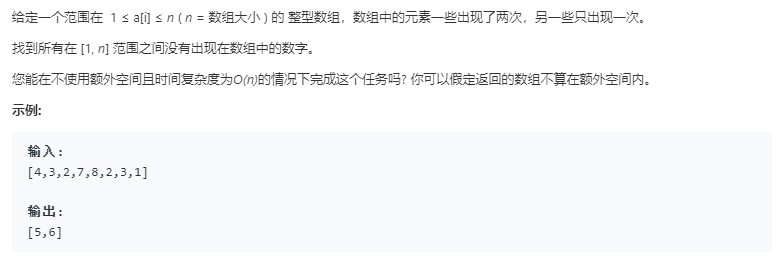 给定一个范围在 1 ≤ a[i] ≤ n ( n = 数组大小 ) 的 整型数组，数组中的元素一些出现了两次，另一些只出现一次。
找到所有在 [1, n] 范围之间没有出现在数组中的数字。
您能在不使用额外空间且时间复杂度为O(n)的情况下完成这个任务吗? 你可以假定返回的数组不算在额外空间内。
示例:
输入:
[4,3,2,7,8,2,3,1]
输出:
[5,6]